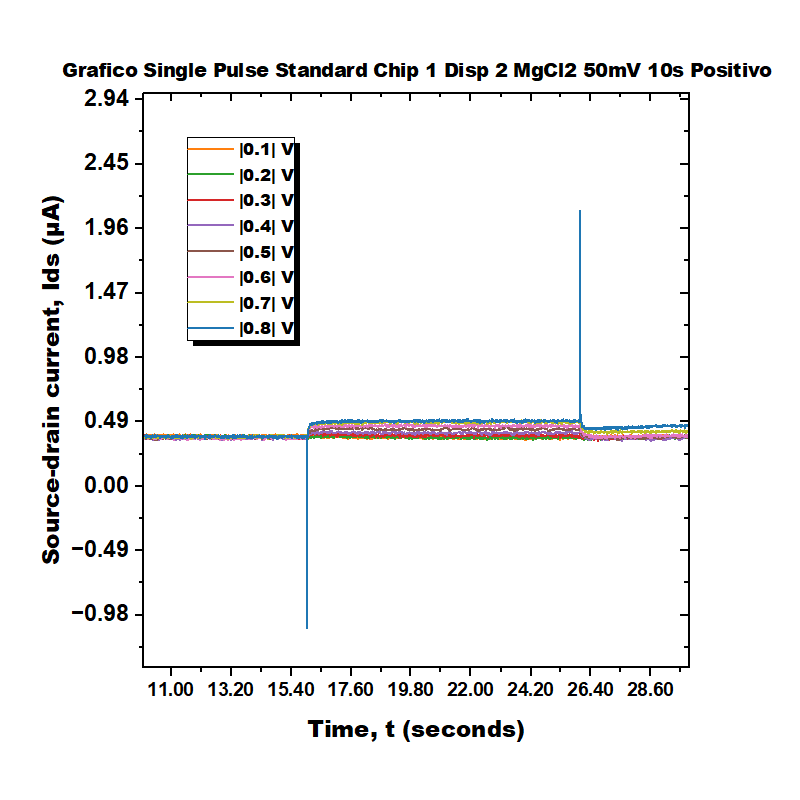 Grafico Single Pulse Standard Chip 1 Disp 2 MgCl2 50mV 10s Positivo
2.94
2.45
1.96
1.47
0.98
0.49
0.00
−0.49
−0.98
Source-drain current, Ids (µA)
|0.1| V
|0.2| V
|0.3| V
|0.4| V
|0.5| V
|0.6| V
|0.7| V
|0.8| V
11.00 13.20 15.40 17.60 19.80 22.00 24.20 26.40 28.60
Time, t (seconds)